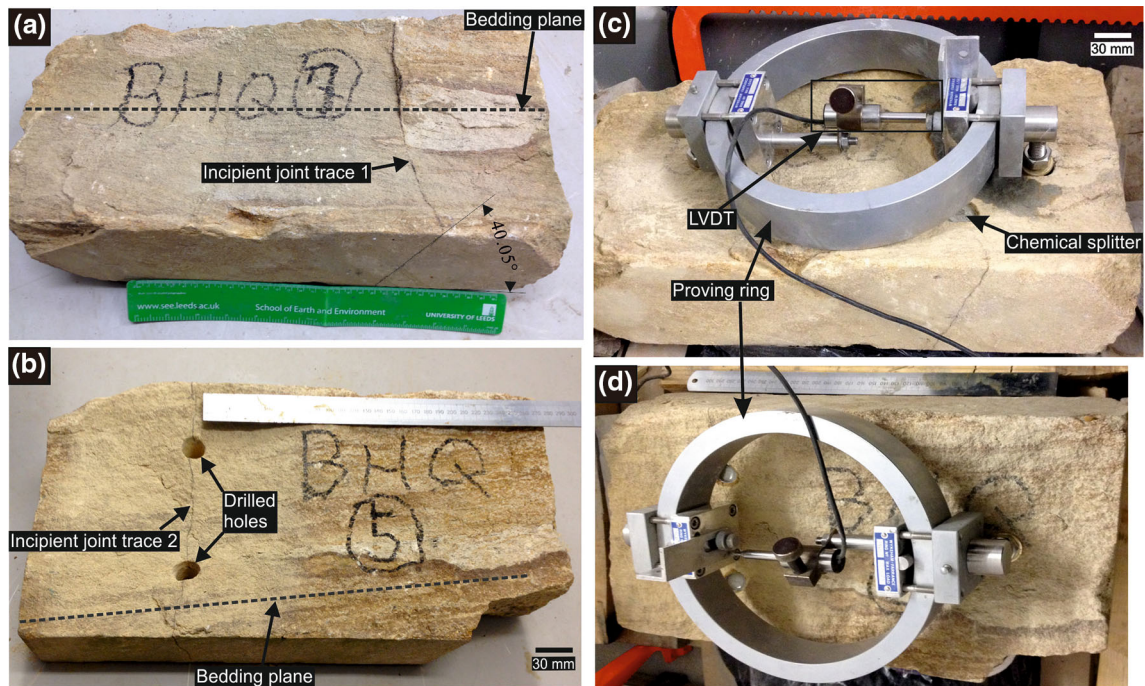 (a)
Bedding plane
BHQ 7
Incipient joint trace 1
40.05°
www.see.leeds.ac.uk
School of Earth and Environment
UNIVERSITY OF LEEDS
(b)
BHQ
5
Drilled
holes
Incipient joint trace 2
Bedding plane
30 mm
(c)
30 mm
LVDT
Chemical splitter
Proving ring
(d)